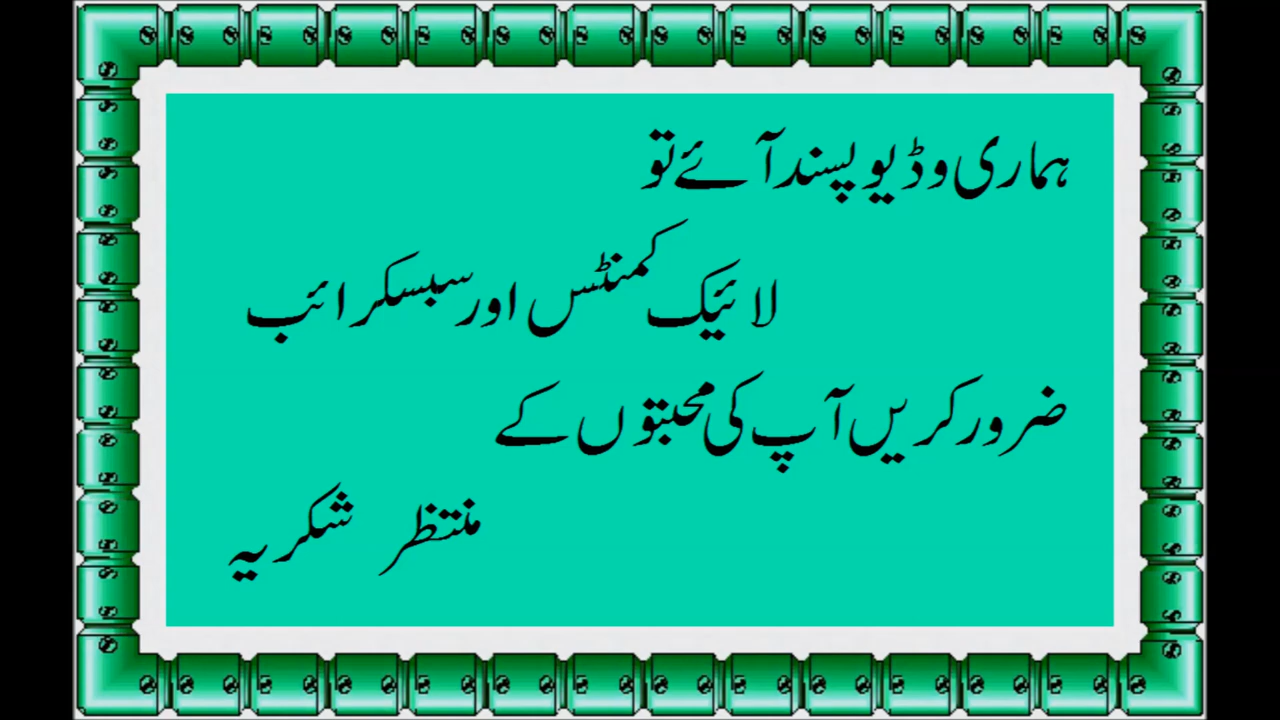 ہماری وڈیو پسند آئے تو
لائیک کمنٹس اور سبسکرائب
ضرور کریں آپ کی محبتوں کے
منتظر شکریہ